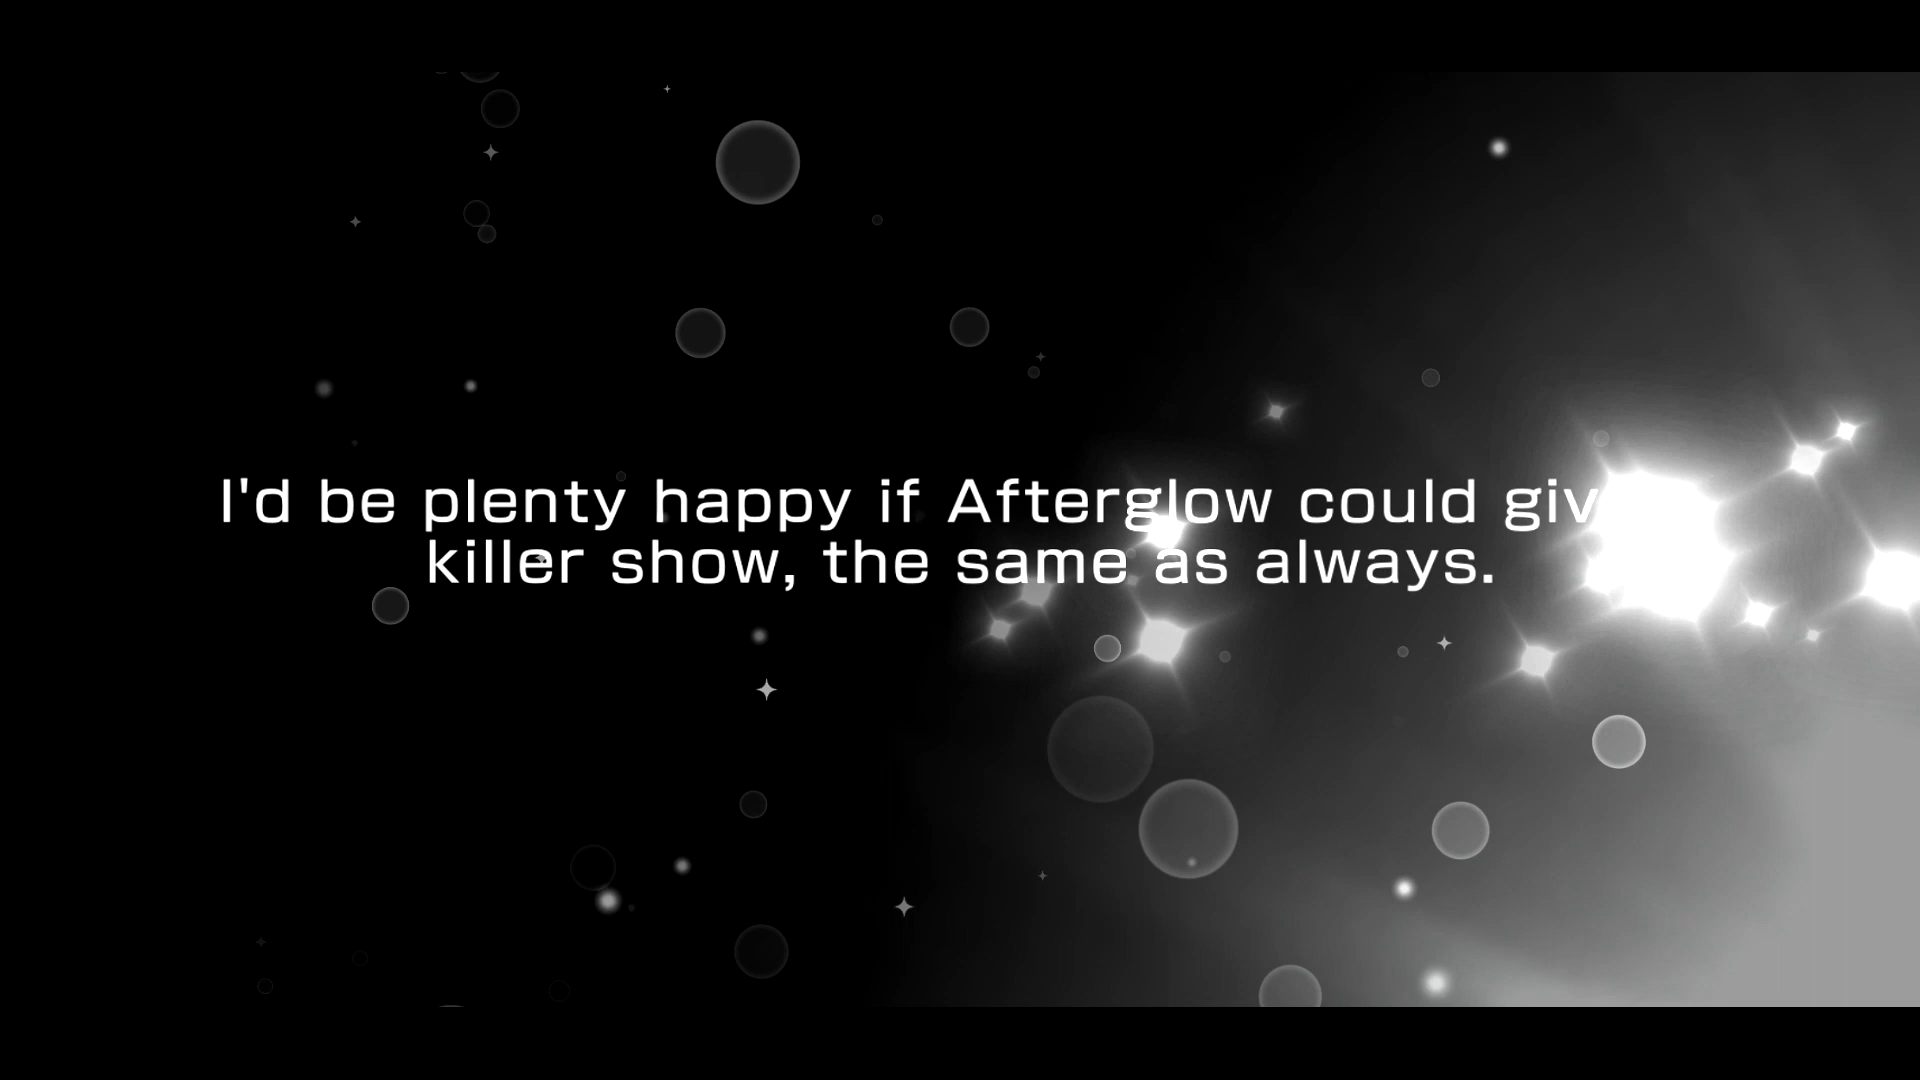 I'd be plenty happy if Afterglow could giv
killer show, the same as always.